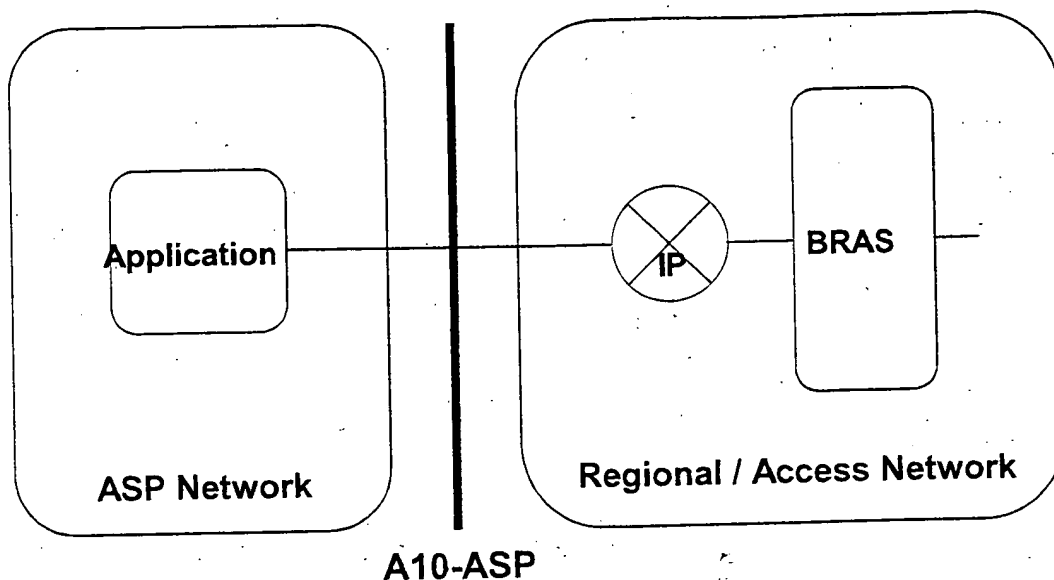 Application
IP
BRAS
ASP Network
Regional / Access Network
A10-ASP